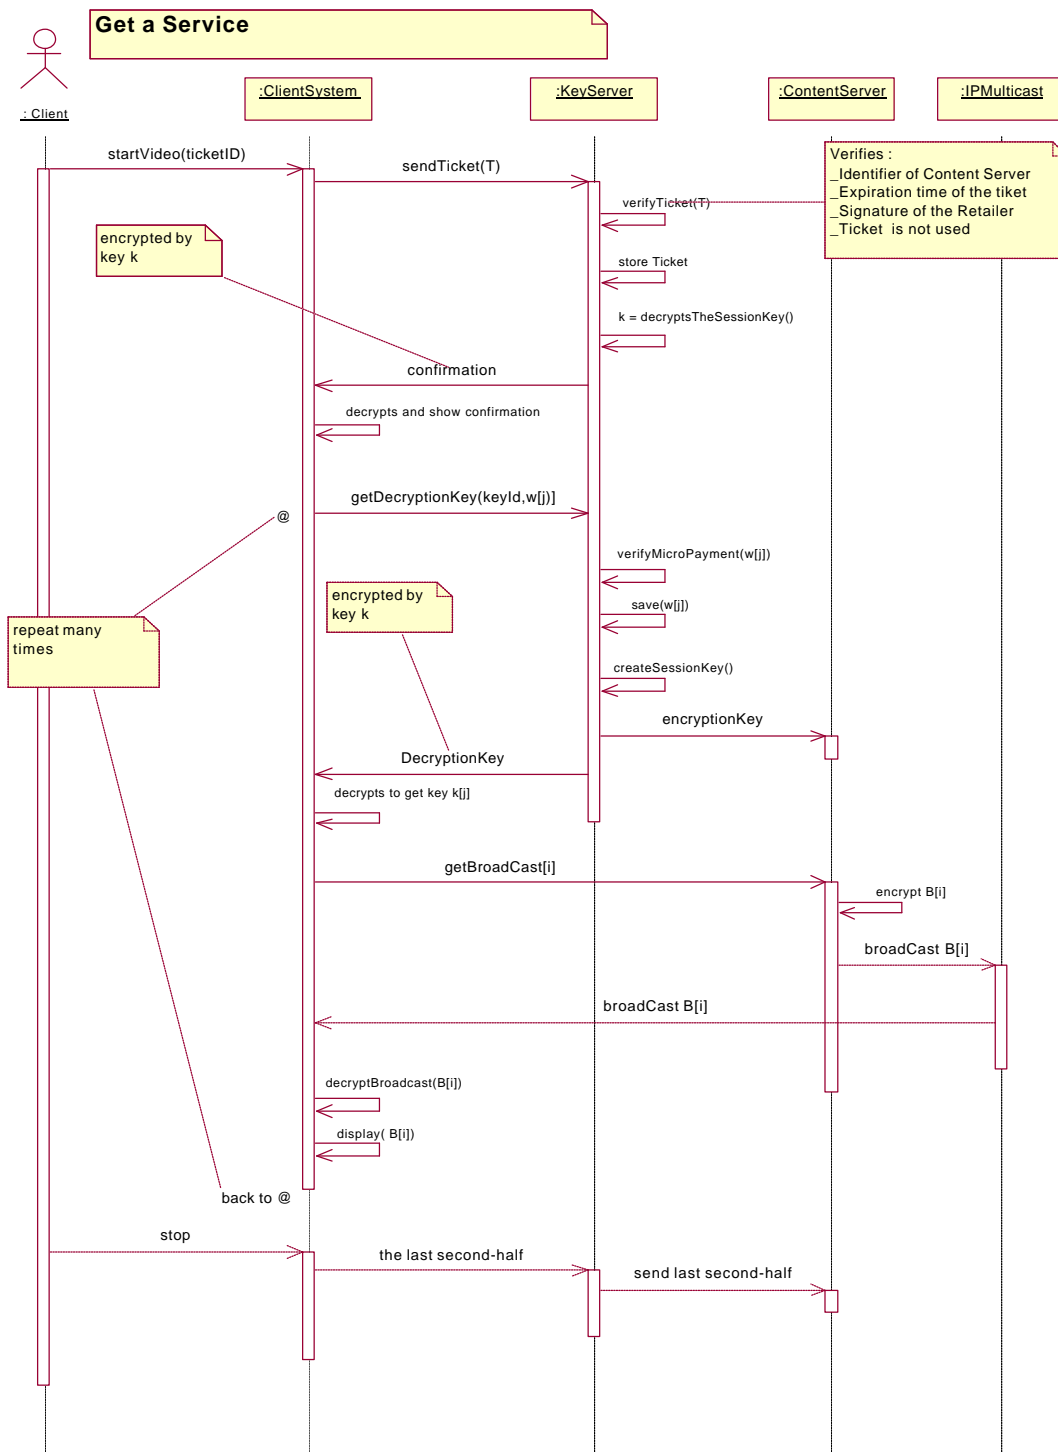 Get a Service
: Client
:ClientSystem
:KeyServer
:ContentServer
:IPMulticast
startVideo(ticketID)
sendTicket(T)
Verifies :
_Identifier of Content Server
_Expiration time of the tiket
_Signature of the Retailer
_Ticket  is not used
verifyTicket(T)
encrypted by
key k
store Ticket
k = decryptsTheSessionKey()
confirmation
decrypts and show confirmation
getDecryptionKey(keyId,w[j)]
@
verifyMicroPayment(w[j])
encrypted by
key k
save(w[j])
repeat many
times
createSessionKey()
encryptionKey
DecryptionKey
decrypts to get key k[j]
getBroadCast[i]
encrypt B[i]
broadCast B[i]
broadCast B[i]
decryptBroadcast(B[i])
display( B[i])
back to @
stop
the last second-half
send last second-half